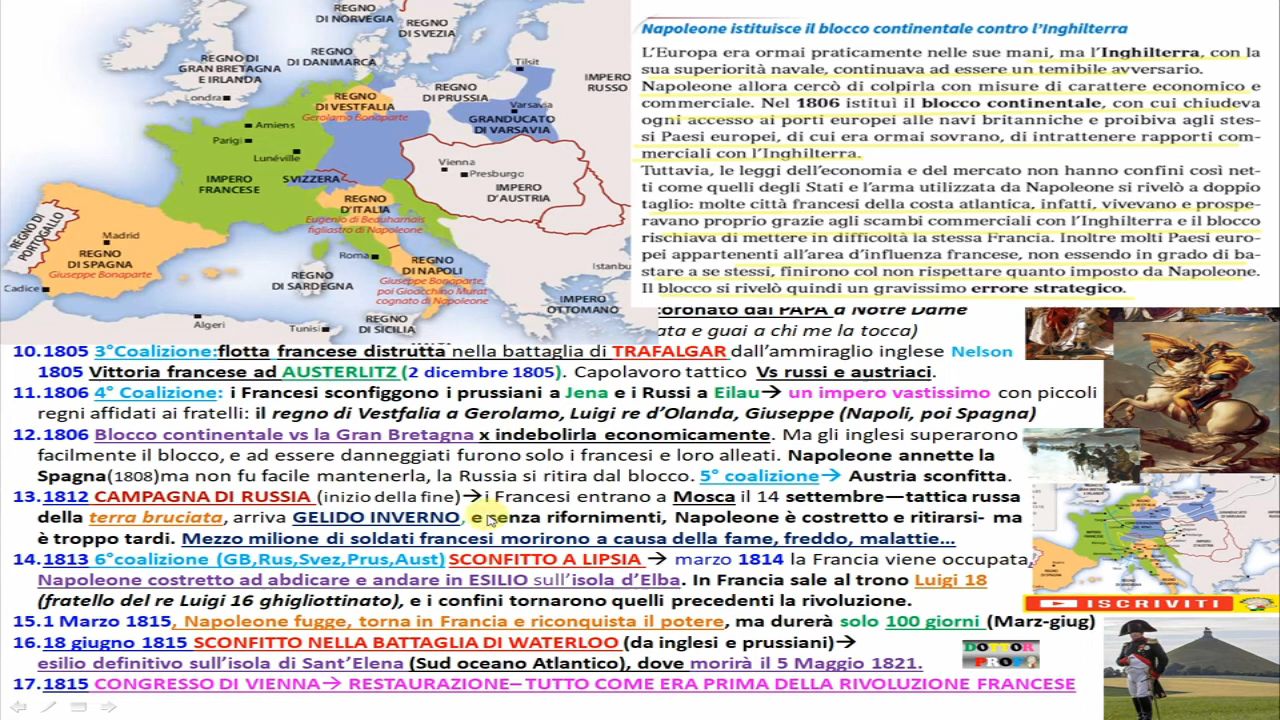 REGNO
DI NORVEGIA
REGNO
DI SVEZIA
REGNO DI
GRAN BRETAGNA
E IRLANDA
REGNO
DI DANIMARCA
Tilsit
IMPERO
RUSSO
Londra
REGNO
DI VESTFALIA
Gerolamo Bonaparte
REGNO
DI PRUSSIA
Varsavia
GRANDUCATO
DI VARSAVIA
Amiens
Parigi
Lunéville
IMPERO
FRANCESE
SVIZZERA
Vienna
Presburgo
IMPERO
D'AUSTRIA
REGNO
D'ITALIA
Eugenio di Beauharnais
figliastro di Napoleone
REGNO DI
PORTOGALLO
Madrid
REGNO
DI SPAGNA
Giuseppe Bonaparte
Cadice
Roma
REGNO
DI SARDEGNA
REGNO
DI NAPOLI
Giuseppe Bonaparte,
poi Gioacchino Murat
cognato di Napoleone
Istanbu
IMPERO
OTTOMANO
Algeri
Tunisi
REGNO
DI SICILIA
Napoleone istituisce il blocco continentale contro l'Inghilterra
L'Europa era ormai praticamente nelle sue mani, ma l'Inghilterra, con la
sua superiorità navale, continuava ad essere un temibile avversario.
Napoleone allora cercò di colpirla con misure di carattere economico e
commerciale. Nel 1806 istituì il blocco continentale, con cui chiudeva
ogni accesso ai porti europei alle navi britanniche e proibiva agli stes-
si Paesi europei, di cui era ormai sovrano, di intrattenere rapporti com-
merciali con l'Inghilterra.
Tuttavia, le leggi dell'economia e del mercato non hanno confini così net-
ti come quelli degli Stati e l'arma utilizzata da Napoleone si rivelò a doppio
taglio: molte città francesi della costa atlantica, infatti, vivevano e prospe-
ravano proprio grazie agli scambi commerciali con l'Inghilterra e il blocco
rischiava di mettere in difficoltà la stessa Francia. Inoltre molti Paesi euro-
pei appartenenti all'area d'influenza francese, non essendo in grado di ba-
stare a se stessi, finirono col non rispettare quanto imposto da Napoleone.
Il blocco si rivelò quindi un gravissimo errore strategico.
coronato dal PAPA a Notre Dame
ata e guai a chi me la tocca)
10.1805 3°Coalizione:flotta francese distrutta nella battaglia di TRAFALGAR dall'ammiraglio inglese Nelson
1805 Vittoria francese ad AUSTERLITZ (2 dicembre 1805). Capolavoro tattico Vs russi e austriaci.
11.1806 4° Coalizione: i Francesi sconfiggono i prussiani a Jena e i Russi a Eilau→ un impero vastissimo con piccoli
regni affidati ai fratelli: il regno di Vestfalia a Gerolamo, Luigi re d'Olanda, Giuseppe (Napoli, poi Spagna)
12.1806 Blocco continentale vs la Gran Bretagna x indebolirla economicamente. Ma gli inglesi superarono
facilmente il blocco, e ad essere danneggiati furono solo i francesi e loro alleati. Napoleone annette la
Spagna(1808)ma non fu facile mantenerla, la Russia si ritira dal blocco. 5° coalizione→ Austria sconfitta.
13.1812 CAMPAGNA DI RUSSIA (inizio della fine)→i Francesi entrano a Mosca il 14 settembre—tattica russa
della terra bruciata, arriva GELIDO INVERNO, e senza rifornimenti, Napoleone è costretto e ritirarsi- ma
è troppo tardi. Mezzo milione di soldati francesi morirono a causa della fame, freddo, malattie...
14.1813 6°coalizione (GB,Rus,Svez,Prus,Aust) SCONFITTO A LIPSIA → marzo 1814 la Francia viene occupata,
Napoleone costretto ad abdicare e andare in ESILIO sull'isola d'Elba. In Francia sale al trono Luigi 18
(fratello del re Luigi 16 ghigliottinato), e i confini tornarono quelli precedenti la rivoluzione.
15.1 Marzo 1815, Napoleone fugge, torna in Francia e riconquista il potere, ma durerà solo 100 giorni (Marz-giug)
16.18 giugno 1815 SCONFITTO NELLA BATTAGLIA DI WATERLOO (da inglesi e prussiani)→
esilio definitivo sull'isola di Sant'Elena (Sud oceano Atlantico), dove morirà il 5 Maggio 1821.
17.1815 CONGRESSO DI VIENNA→ RESTAURAZIONE– TUTTO COME ERA PRIMA DELLA RIVOLUZIONE FRANCESE
ISCRIVITI
DOTTOR
PROF